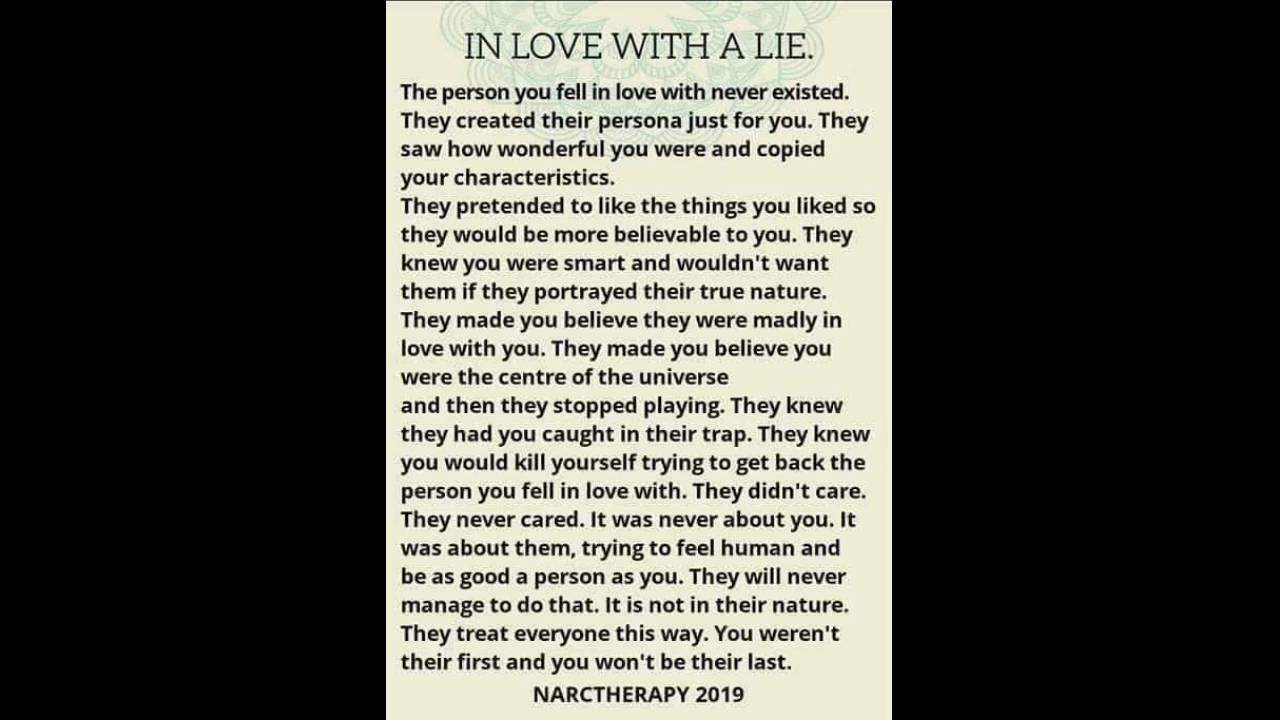 IN LOVE WITH A LIE.
The person you fell in love with never existed.
They created their persona just for you. They
saw how wonderful you were and copied
your characteristics.
They pretended to like the things you liked so
they would be more believable to you. They
knew you were smart and wouldn't want
them if they portrayed their true nature.
They made you believe they were madly in
love with you. They made you believe you
were the centre of the universe
and then they stopped playing. They knew
they had you caught in their trap. They knew
you would kill yourself trying to get back the
person you fell in love with. They didn't care.
They never cared. It was never about you. It
was about them, trying to feel human and
be as good a person as you. They will never
manage to do that. It is not in their nature.
They treat everyone this way. You weren't
their first and you won't be their last.
NARCTHERAPY 2019